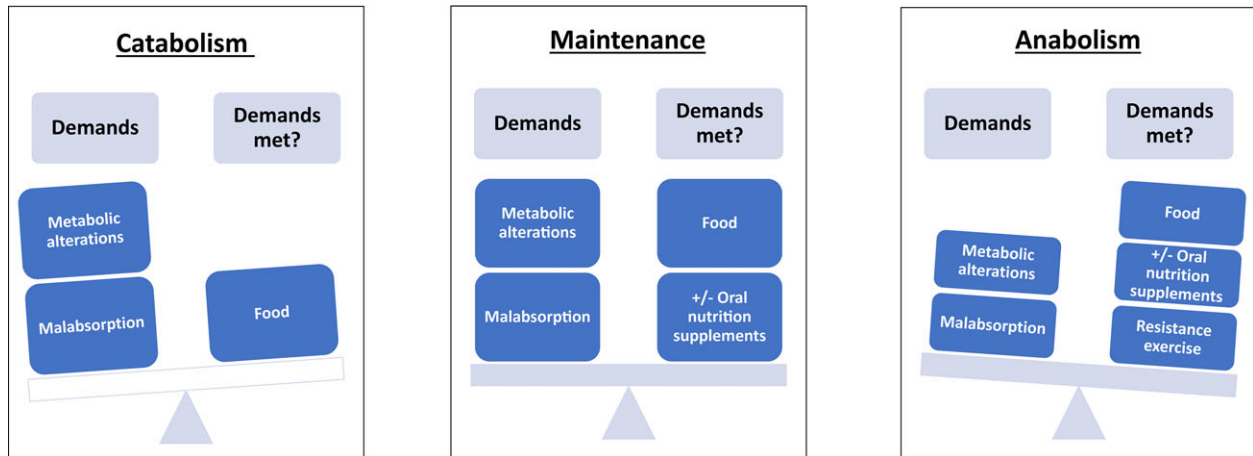 Catabolism
Demands
Demands
met?
Metabolic
alterations
Malabsorption
Food
Maintenance
Demands
Demands
met?
Metabolic
alterations
Food
Malabsorption
+/- Oral
nutrition
supplements
Anabolism
Demands
Demands
met?
Food
Metabolic
alterations
+/- Oral
nutrition
supplements
Malabsorption
Resistance
exercise